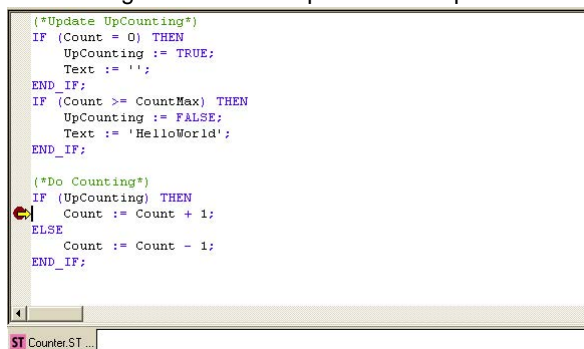 (*Update UpCounting*)
IF (Count = 0) THEN
UpCounting := TRUE;
Text := '';
END_IF;
IF (Count >= CountMax) THEN
UpCounting := FALSE;
Text := 'HelloWorld';
END_IF;
(*Do Counting*)
IF (UpCounting) THEN
Count := Count + 1;
ELSE
Count := Count - 1;
END_IF;
ST Counter.ST ...